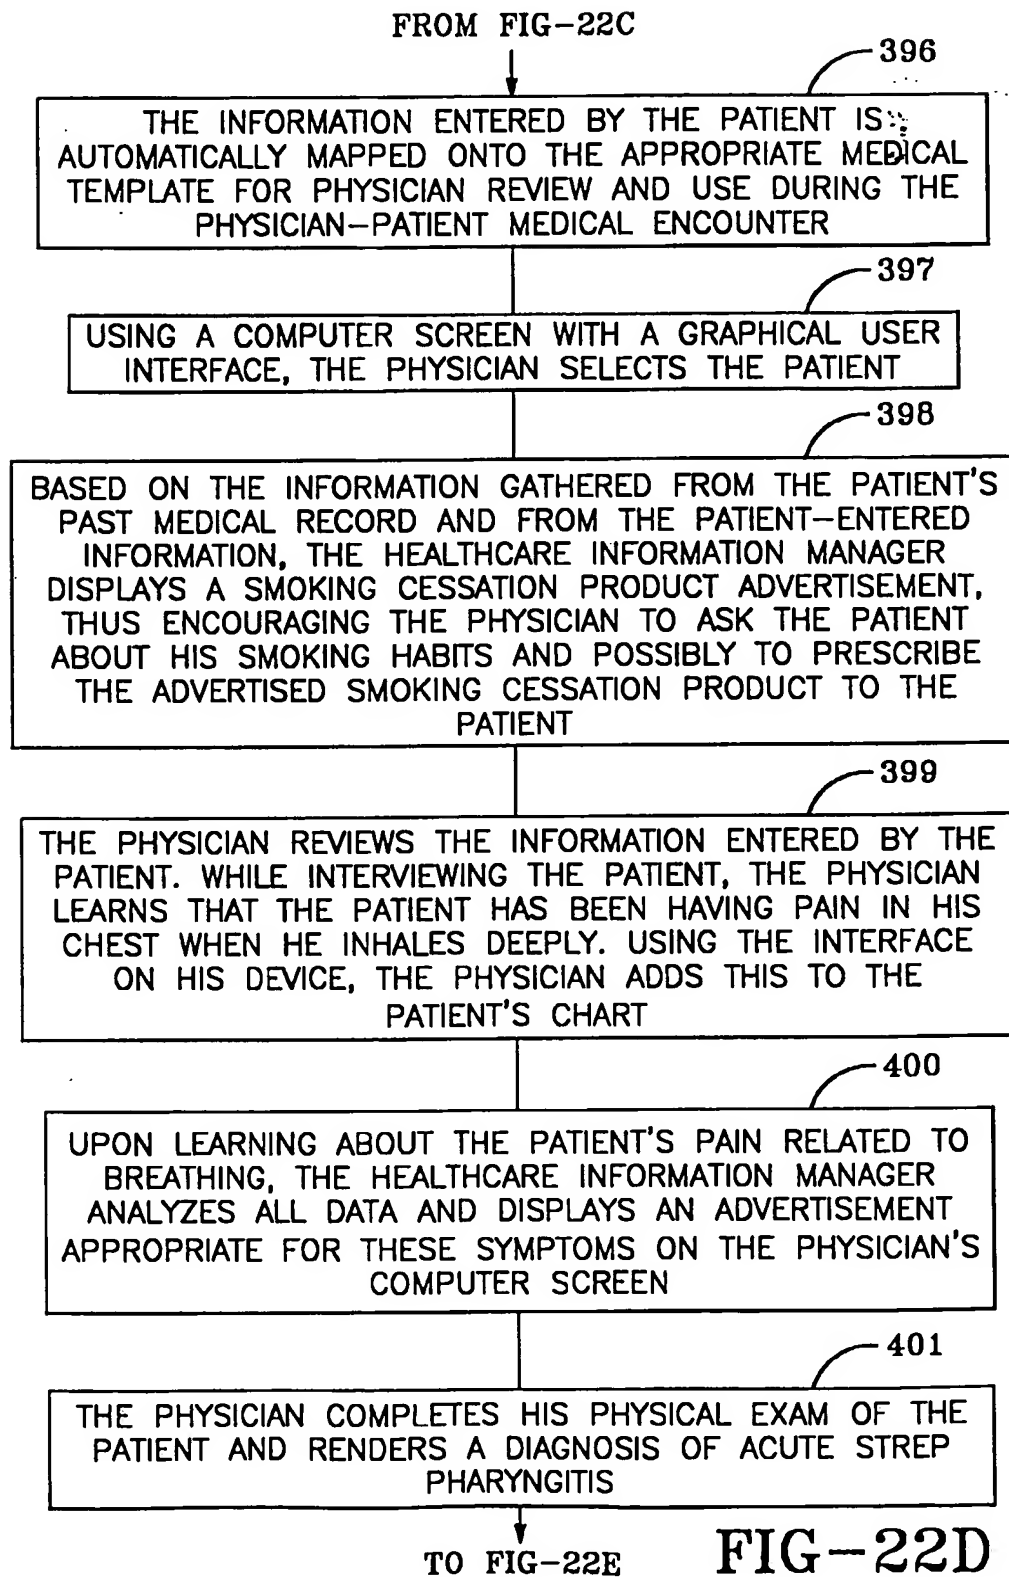 FROM FIG-22C
396
THE INFORMATION ENTERED BY THE PATIENT IS
AUTOMATICALLY MAPPED ONTO THE APPROPRIATE MEDICAL
TEMPLATE FOR PHYSICIAN REVIEW AND USE DURING THE
PHYSICIAN-PATIENT MEDICAL ENCOUNTER
397
USING A COMPUTER SCREEN WITH A GRAPHICAL USER
INTERFACE, THE PHYSICIAN SELECTS THE PATIENT
398
BASED ON THE INFORMATION GATHERED FROM THE PATIENT'S
PAST MEDICAL RECORD AND FROM THE PATIENT-ENTERED
INFORMATION, THE HEALTHCARE INFORMATION MANAGER
DISPLAYS A SMOKING CESSATION PRODUCT ADVERTISEMENT,
THUS ENCOURAGING THE PHYSICIAN TO ASK THE PATIENT
ABOUT HIS SMOKING HABITS AND POSSIBLY TO PRESCRIBE
THE ADVERTISED SMOKING CESSATION PRODUCT TO THE
PATIENT
399
THE PHYSICIAN REVIEWS THE INFORMATION ENTERED BY THE
PATIENT. WHILE INTERVIEWING THE PATIENT, THE PHYSICIAN
LEARNS THAT THE PATIENT HAS BEEN HAVING PAIN IN HIS
CHEST WHEN HE INHALES DEEPLY. USING THE INTERFACE
ON HIS DEVICE, THE PHYSICIAN ADDS THIS TO THE
PATIENT'S CHART
400
UPON LEARNING ABOUT THE PATIENT'S PAIN RELATED TO
BREATHING, THE HEALTHCARE INFORMATION MANAGER
ANALYZES ALL DATA AND DISPLAYS AN ADVERTISEMENT
APPROPRIATE FOR THESE SYMPTOMS ON THE PHYSICIAN'S
COMPUTER SCREEN
401
THE PHYSICIAN COMPLETES HIS PHYSICAL EXAM OF THE
PATIENT AND RENDERS A DIAGNOSIS OF ACUTE STREP
PHARYNGITIS
TO FIG-22E
FIG-22D